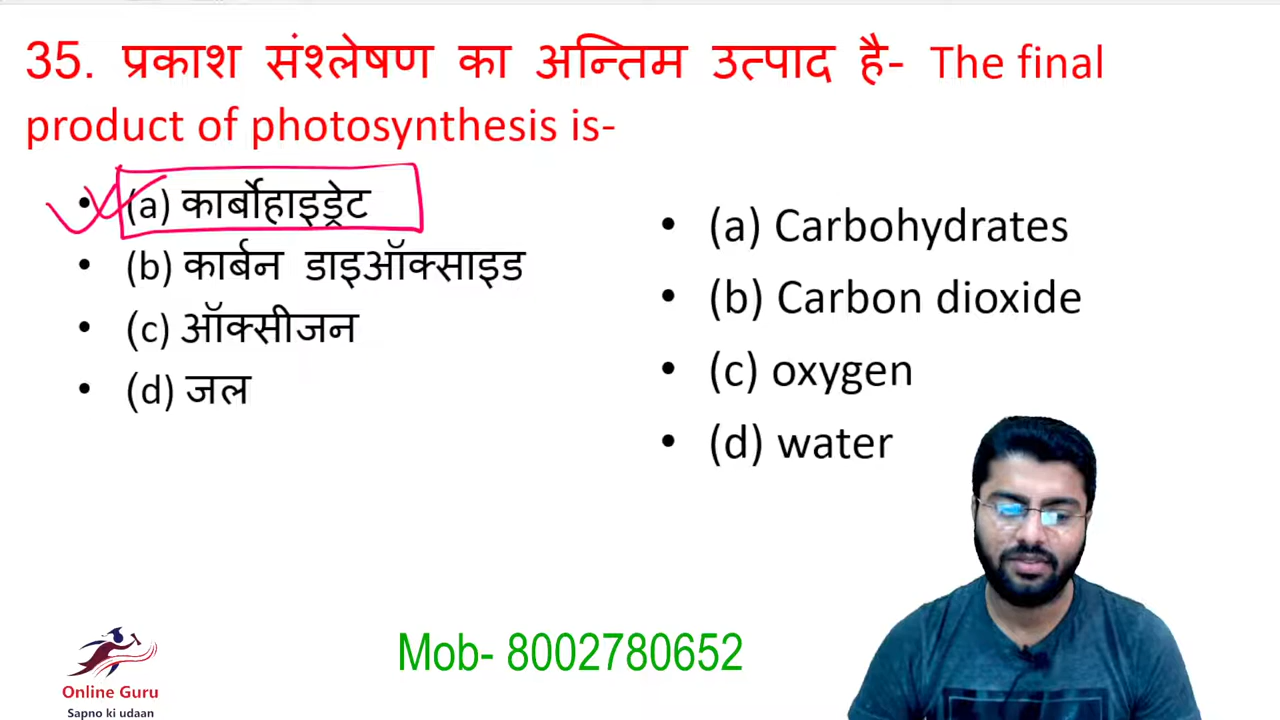 35. प्रकाश संश्लेषण का अन्तिम उत्पाद है- The final
product of photosynthesis is-
• (a) कार्बोहाइड्रेट
• (b) कार्बन डाइऑक्साइड
• (c) ऑक्सीजन
• (d) जल
• (a) Carbohydrates
• (b) Carbon dioxide
• (c) oxygen
• (d) water
Mob- 8002780652
Online Guru
Sapno ki udaan